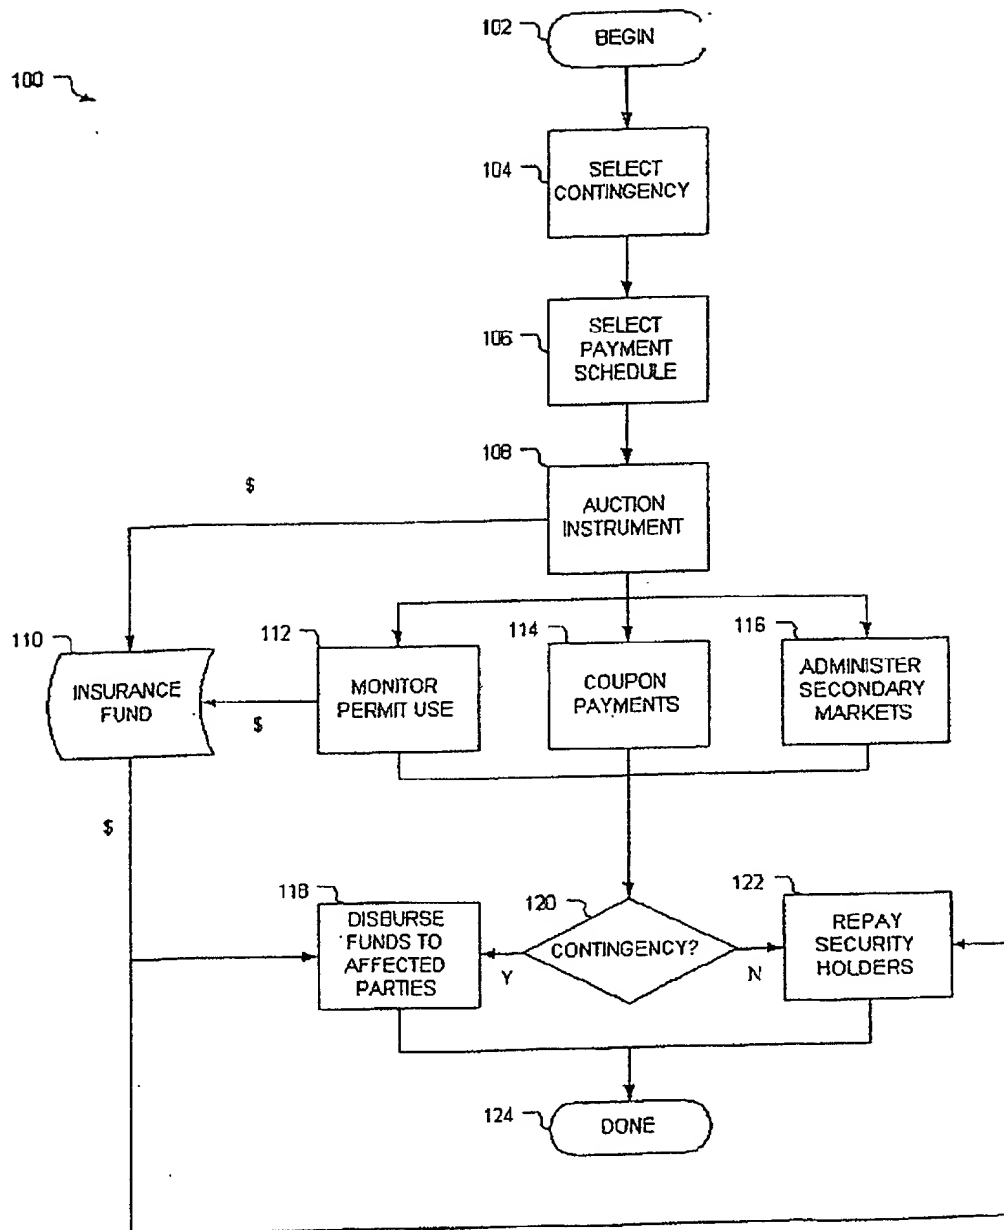 102
BEGIN
100
104
SELECT
CONTINGENCY
106
SELECT
PAYMENT
SCHEDULE
108
$
AUCTION
INSTRUMENT
110
INSURANCE
FUND
112
MONITOR
PERMIT USE
$
114
COUPON
PAYMENTS
116
ADMINISTER
SECONDARY
MARKETS
$
118
DISBURSE
FUNDS TO
AFFECTED
PARTIES
120
CONTINGENCY?
Y
N
122
REPAY
SECURITY
HOLDERS
124
DONE